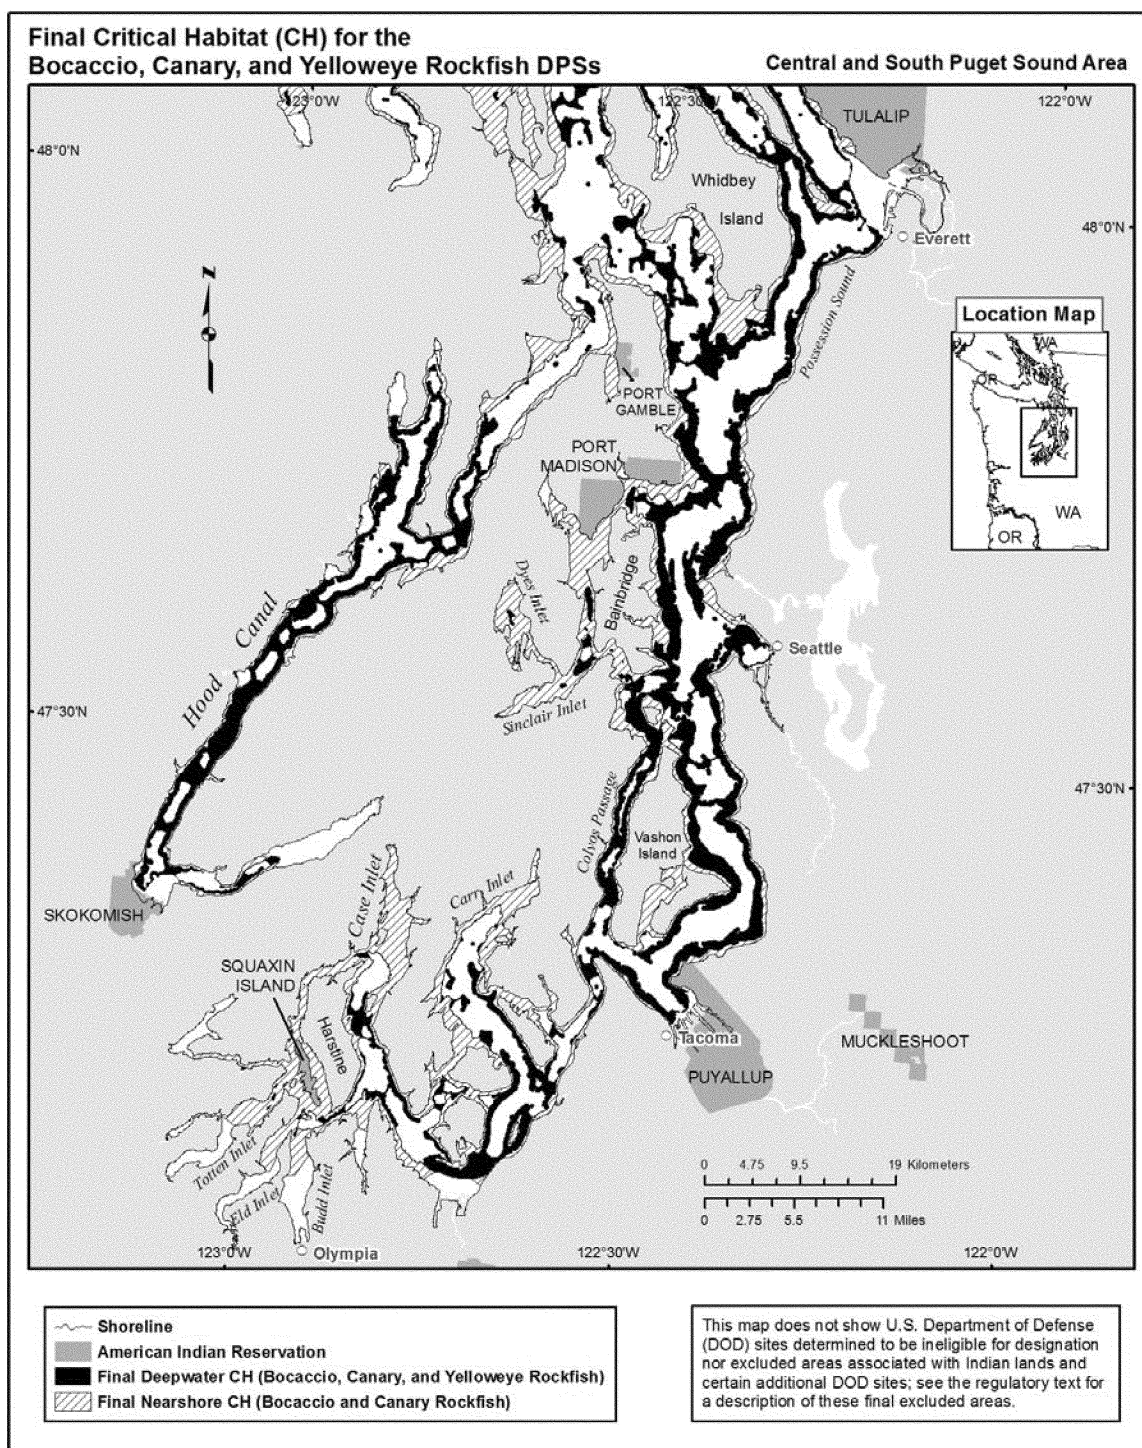 Final Critical Habitat (CH) for the
Bocaccio, Canary, and Yelloweye Rockfish DPSs
Central and South Puget Sound Area
123°0'W
122°30'W
122°0'W
TULALIP
48°0'N
Whidbey
Island
48°0'N
Everett
N
Possession Sound
Location Map
WA
OR
WA
OR
PORT
GAMBLE
PORT
MADISON
Dyes Inlet
Bainbridge
Hood Canal
Seattle
Sinclair Inlet
47°30'N
47°30'N
Colvos Passage
Vashon
Island
Case Inlet
Carr Inlet
SKOKOMISH
SQUAXIN
ISLAND
Harstine
Tacoma
MUCKLESHOOT
PUYALLUP
Totten Inlet
Eld Inlet
Budd Inlet
0 4.75 9.5 19 Kilometers
0 2.75 5.5 11 Miles
Olympia
123°0'W
122°30'W
122°0'W
Shoreline
American Indian Reservation
Final Deepwater CH (Bocaccio, Canary, and Yelloweye Rockfish)
Final Nearshore CH (Bocaccio and Canary Rockfish)
This map does not show U.S. Department of Defense
(DOD) sites determined to be ineligible for designation
nor excluded areas associated with Indian lands and
certain additional DOD sites; see the regulatory text for
a description of these final excluded areas.